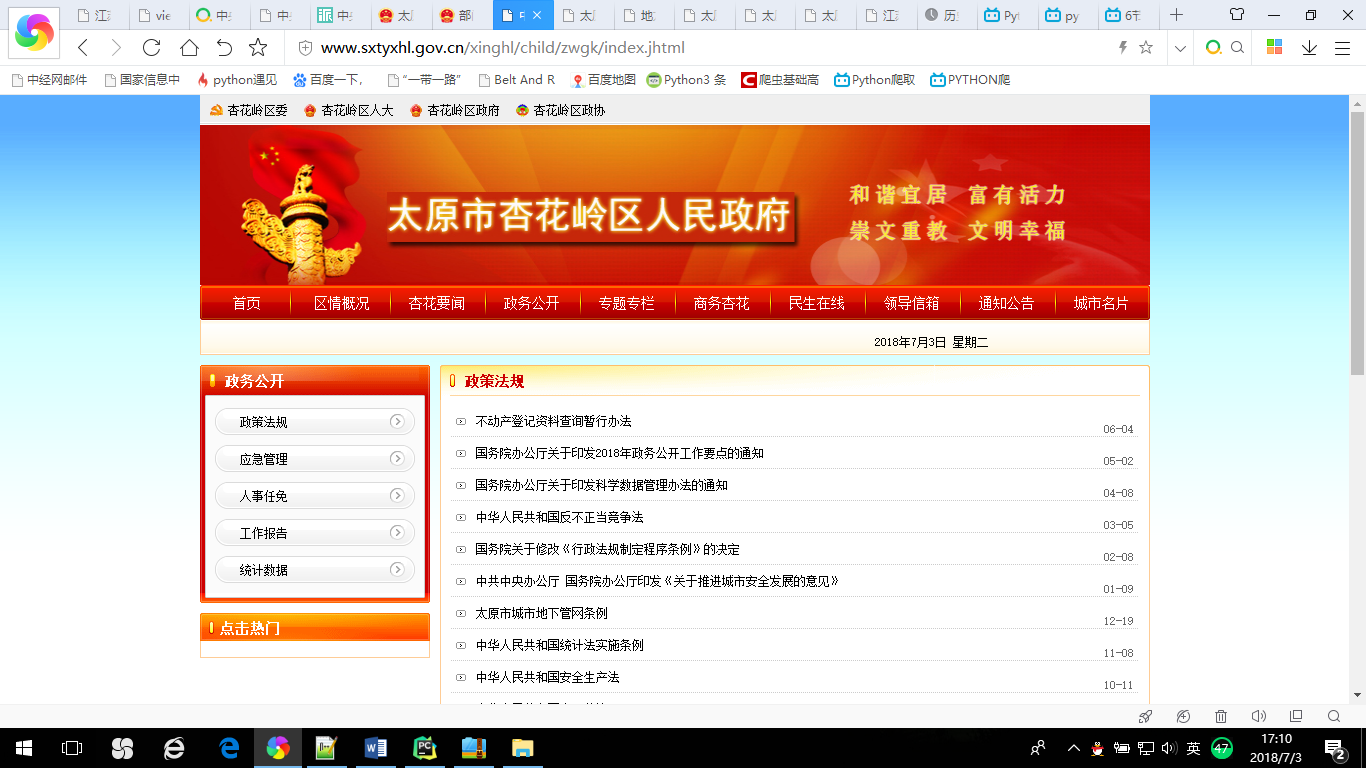 江 vie 中 中 中 太 部 太 地 太 太 太 江 历 Pyt py 6节
www.sxtyxhl.gov.cn/xinghl/child/zwgk/index.jhtml
中经网邮件 国家信息中 python遇见 百度一下, “一带一路” Belt And R 百度地图 Python3 条 爬虫基础高 Python爬取 PYTHON爬
杏花岭区委 杏花岭区人大 杏花岭区政府 杏花岭区政协
太原市杏花岭区人民政府
和谐宜居 富有活力
崇文重教 文明幸福
首页 区情概况 杏花要闻 政务公开 专题专栏 商务杏花 民生在线 领导信箱 通知公告 城市名片
2018年7月3日 星期二
政务公开
政策法规
应急管理
人事任免
工作报告
统计数据
点击热门
政策法规
不动产登记资料查询暂行办法 06-04
国务院办公厅关于印发2018年政务公开工作要点的通知 05-02
国务院办公厅关于印发科学数据管理办法的通知 04-08
中华人民共和国反不正当竞争法 03-05
国务院关于修改《行政法规制定程序条例》的决定 02-08
中共中央办公厅 国务院办公厅印发《关于推进城市安全发展的意见》 01-09
太原市城市地下管网条例 12-19
中华人民共和国统计法实施条例 11-08
中华人民共和国安全生产法 10-11
英 47 17:10
2018/7/3 2